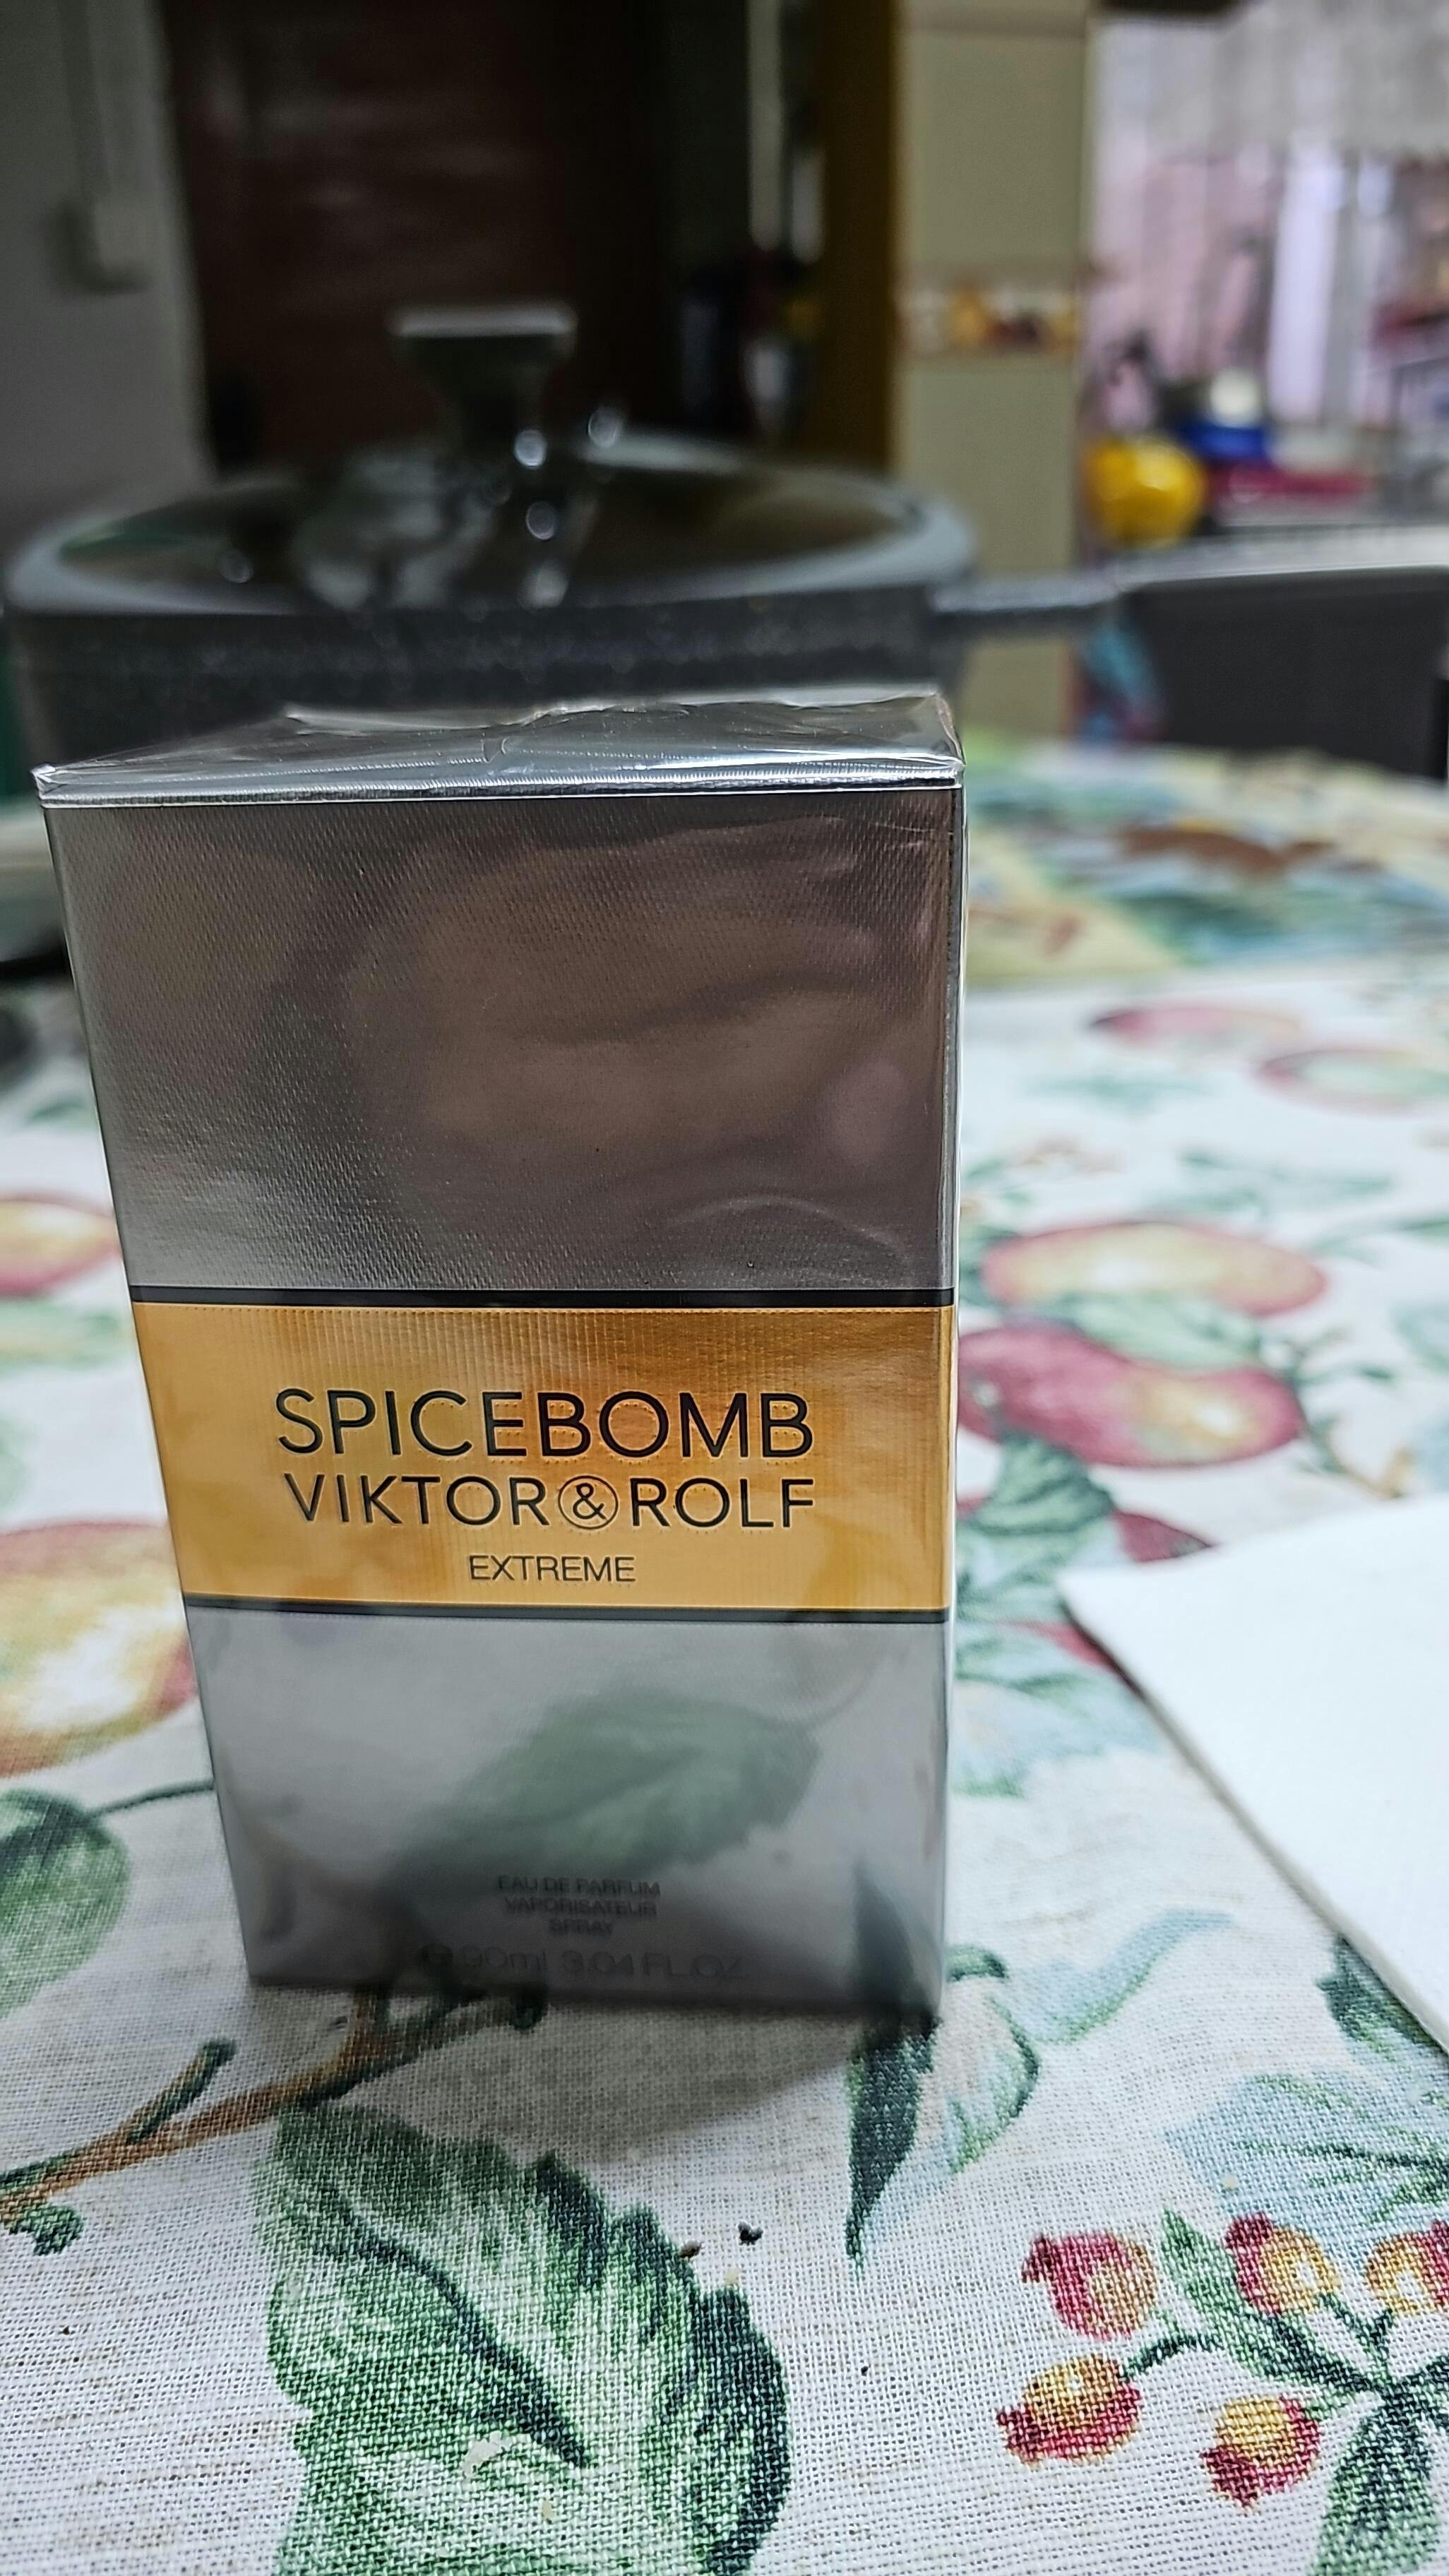 SPICEBOMB
VIKTOR&ROLF
EXTREME
EAU DE PARFUM
VAPORISATEUR
SPRAY
℮ 90ml 3.04 FL.OZ.